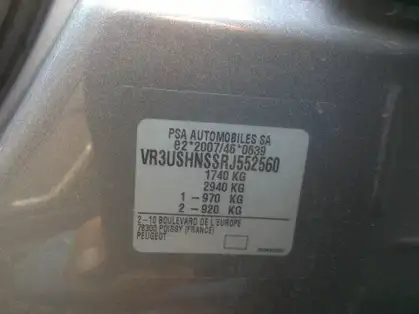 PSA AUTOMOBILES SA
e2*2007/46*0639
VR3USHNSSRJ552560
1740 KG
2940 KG
1 – 970 KG
2 – 920 KG
2-10 BOULEVARD DE L'EUROPE
78300 POISSY (FRANCE)
PEUGEOT